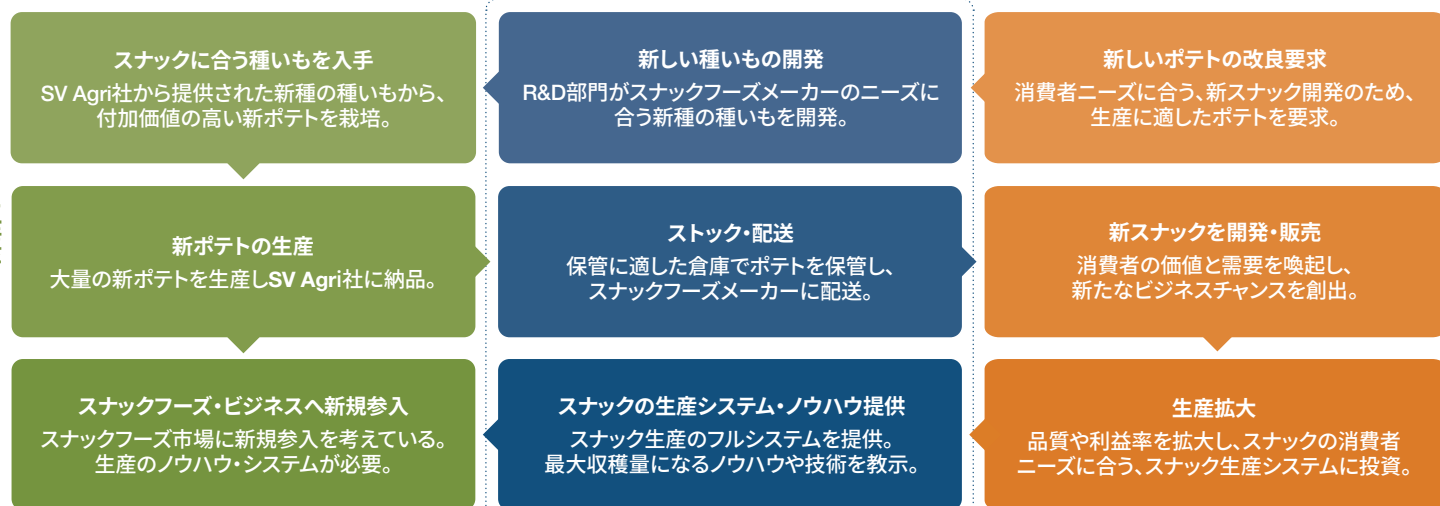 スナックに合う種いもを入手
SV Agri社から提供された新種の種いもから、
付加価値の高い新ポテトを栽培。
新しい種いもの開発
R&D部門がスナックフーズメーカーのニーズに
合う新種の種いもを開発。
新しいポテトの改良要求
消費者ニーズに合う、新スナック開発のため、
生産に適したポテトを要求。
新ポテトの生産
大量の新ポテトを生産しSV Agri社に納品。
ストック・配送
保管に適した倉庫でポテトを保管し、
スナックフーズメーカーに配送。
新スナックを開発・販売
消費者の価値と需要を喚起し、
新たなビジネスチャンスを創出。
スナックフーズ・ビジネスへ新規参入
スナックフーズ市場に新規参入を考えている。
生産のノウハウ・システムが必要。
スナックの生産システム・ノウハウ提供
スナック生産のフルシステムを提供。
最大収穫量になるノウハウや技術を教示。
生産拡大
品質や利益率を拡大し、スナックの消費者
ニーズに合う、スナック生産システムに投資。